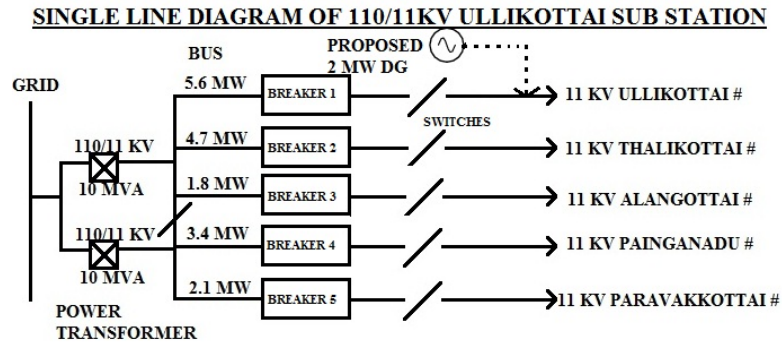 SINGLE LINE DIAGRAM OF 110/11KV ULLIKOTTAI SUB STATION
PROPOSED
2 MW DG
BUS
GRID
5.6 MW
BREAKER 1
11 KV ULLIKOTTAI #
SWITCHES
110/11 KV
10 MVA
4.7 MW
BREAKER 2
11 KV THALIKOTTAI #
1.8 MW
BREAKER 3
11 KV ALANGOTTAI #
110/11 KV
10 MVA
3.4 MW
BREAKER 4
11 KV PAINGANADU #
2.1 MW
BREAKER 5
11 KV PARAVAKKOTTAI #
POWER
TRANSFORMER